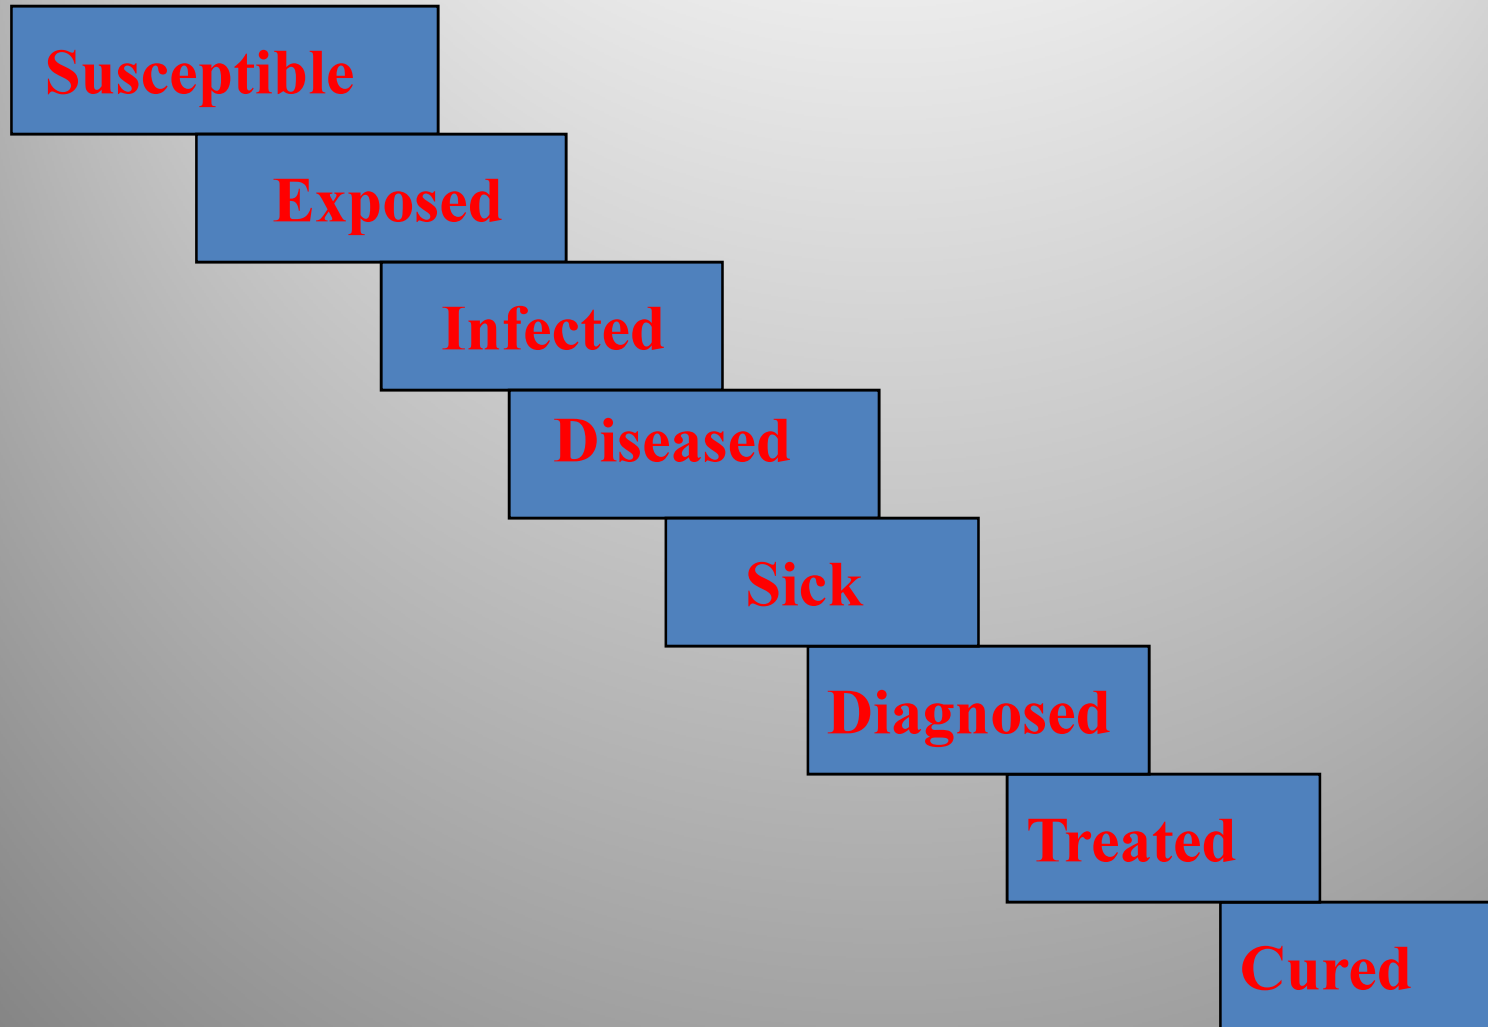 Susceptible
Exposed
Infected
Diseased
Sick
Diagnosed
Treated
Cured